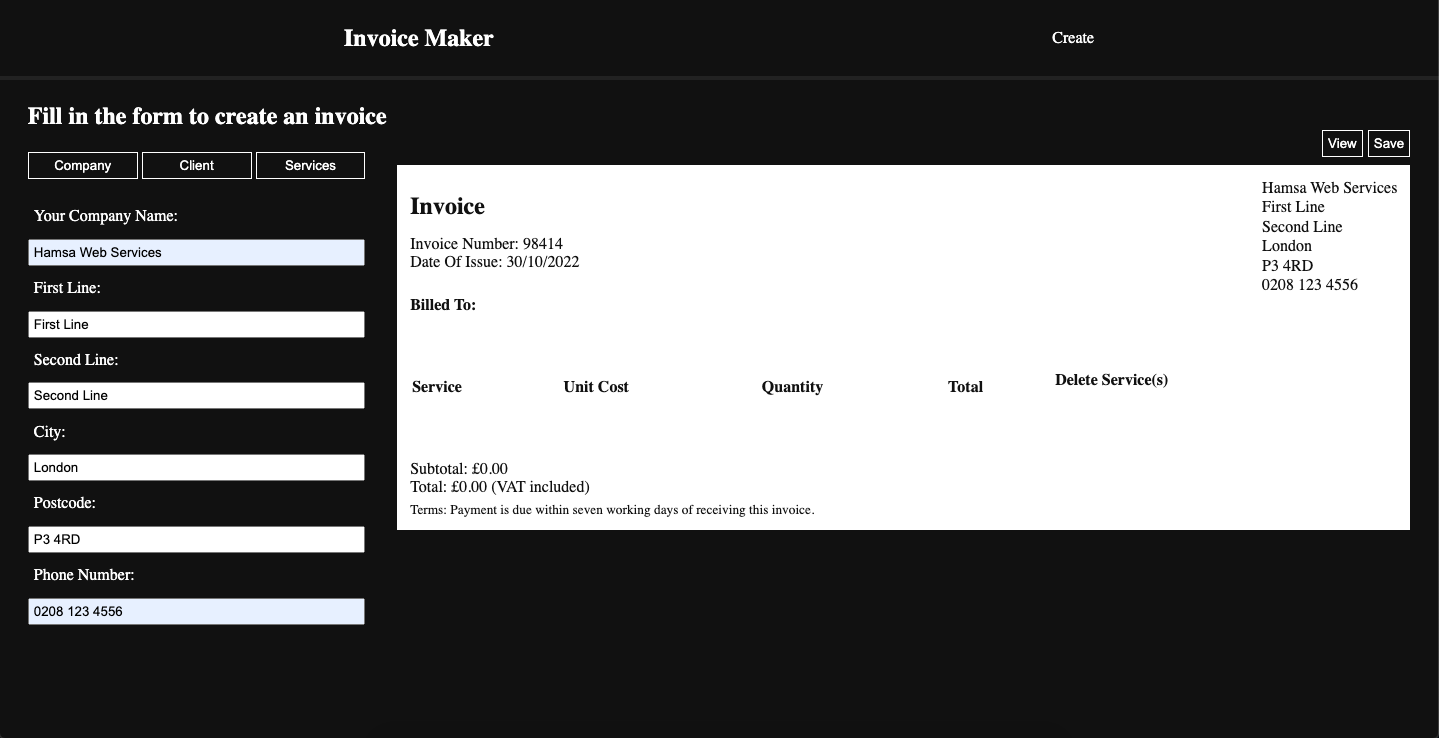 Invoice Maker
Create
Fill in the form to create an invoice
View Save
Company Client Services
Your Company Name:
Hamsa Web Services
First Line:
First Line
Second Line:
Second Line
City:
London
Postcode:
P3 4RD
Phone Number:
0208 123 4556
Invoice
Invoice Number: 98414
Date Of Issue: 30/10/2022
Hamsa Web Services
First Line
Second Line
London
P3 4RD
0208 123 4556
Billed To:
Service Unit Cost Quantity Total Delete Service(s)
Subtotal: £0.00
Total: £0.00 (VAT included)
Terms: Payment is due within seven working days of receiving this invoice.